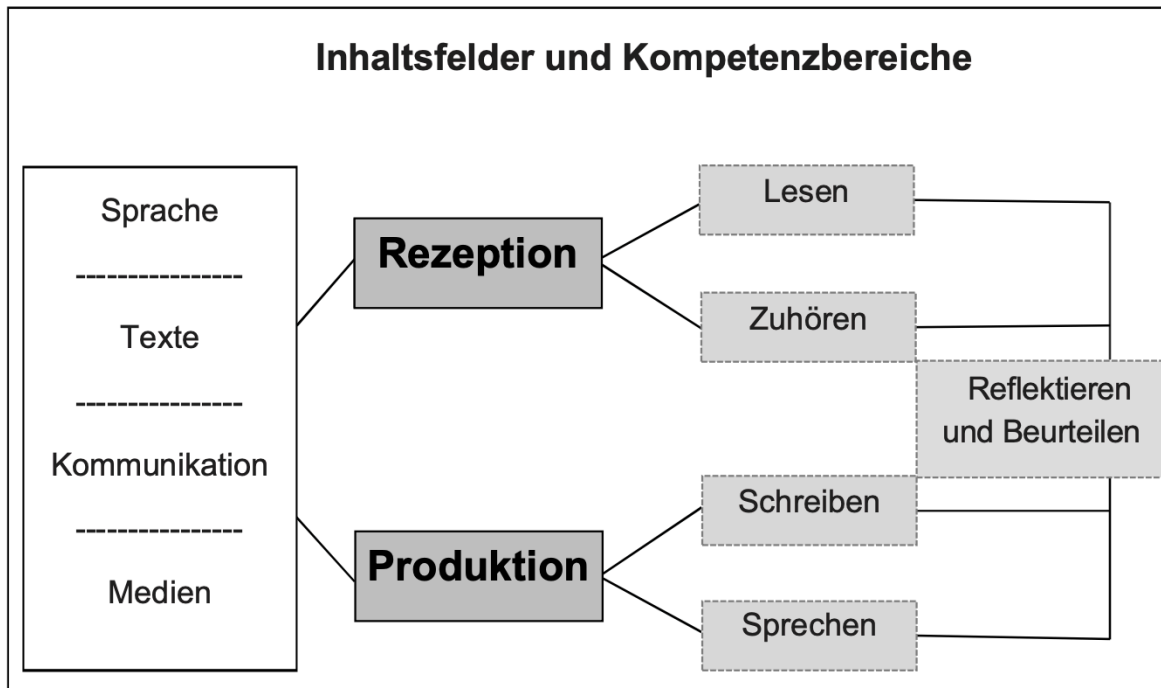 Inhaltsfelder und Kompetenzbereiche
Sprache
----------------
Texte
----------------
Kommunikation
----------------
Medien
Rezeption
Produktion
Lesen
Zuhören
Schreiben
Sprechen
Reflektieren
und Beurteilen